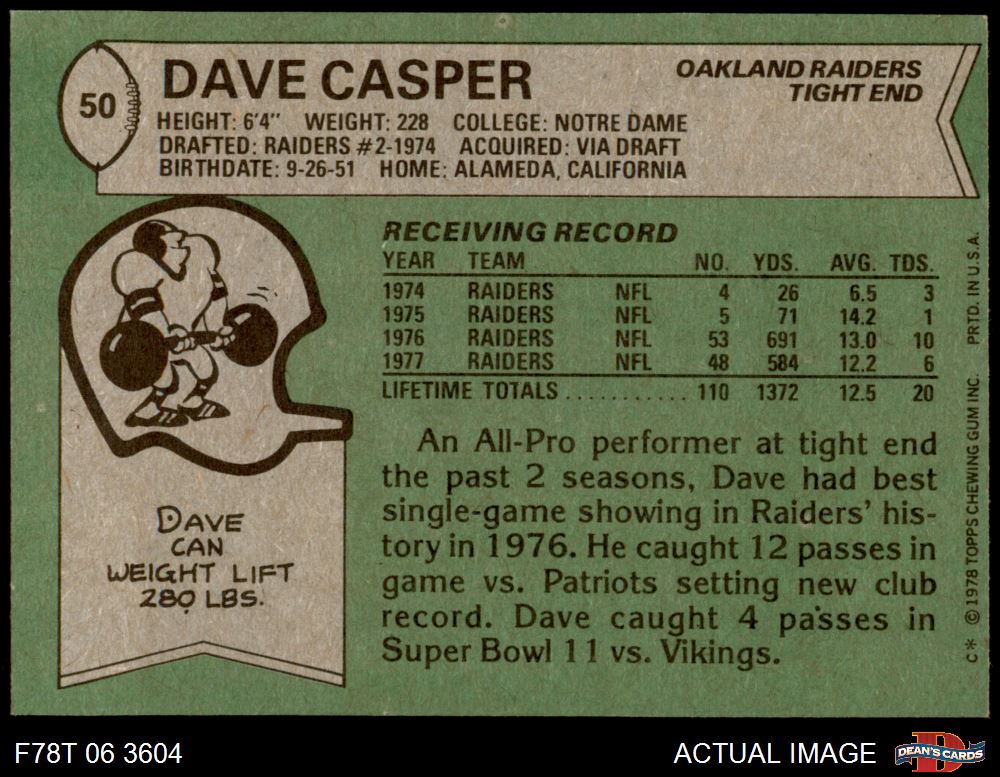 50
DAVE CASPER
OAKLAND RAIDERS
TIGHT END
HEIGHT: 6'4" WEIGHT: 228 COLLEGE: NOTRE DAME
DRAFTED: RAIDERS #2-1974 ACQUIRED: VIA DRAFT
BIRTHDATE: 9-26-51 HOME: ALAMEDA, CALIFORNIA
RECEIVING RECORD
YEAR TEAM NO. YDS. AVG. TDS.
1974 RAIDERS NFL 4 26 6.5 3
1975 RAIDERS NFL 5 71 14.2 1
1976 RAIDERS NFL 53 691 13.0 10
1977 RAIDERS NFL 48 584 12.2 6
LIFETIME TOTALS ........... 110 1372 12.5 20
An All-Pro performer at tight end
the past 2 seasons, Dave had best
single-game showing in Raiders' his-
tory in 1976. He caught 12 passes in
game vs. Patriots setting new club
record. Dave caught 4 passes in
Super Bowl 11 vs. Vikings.
DAVE
CAN
WEIGHT LIFT
280 LBS.
C* © 1978 TOPPS CHEWING GUM INC. PRTD. IN U.S.A.
F78T 06 3604
ACTUAL IMAGE
D
DEAN'S CARDS